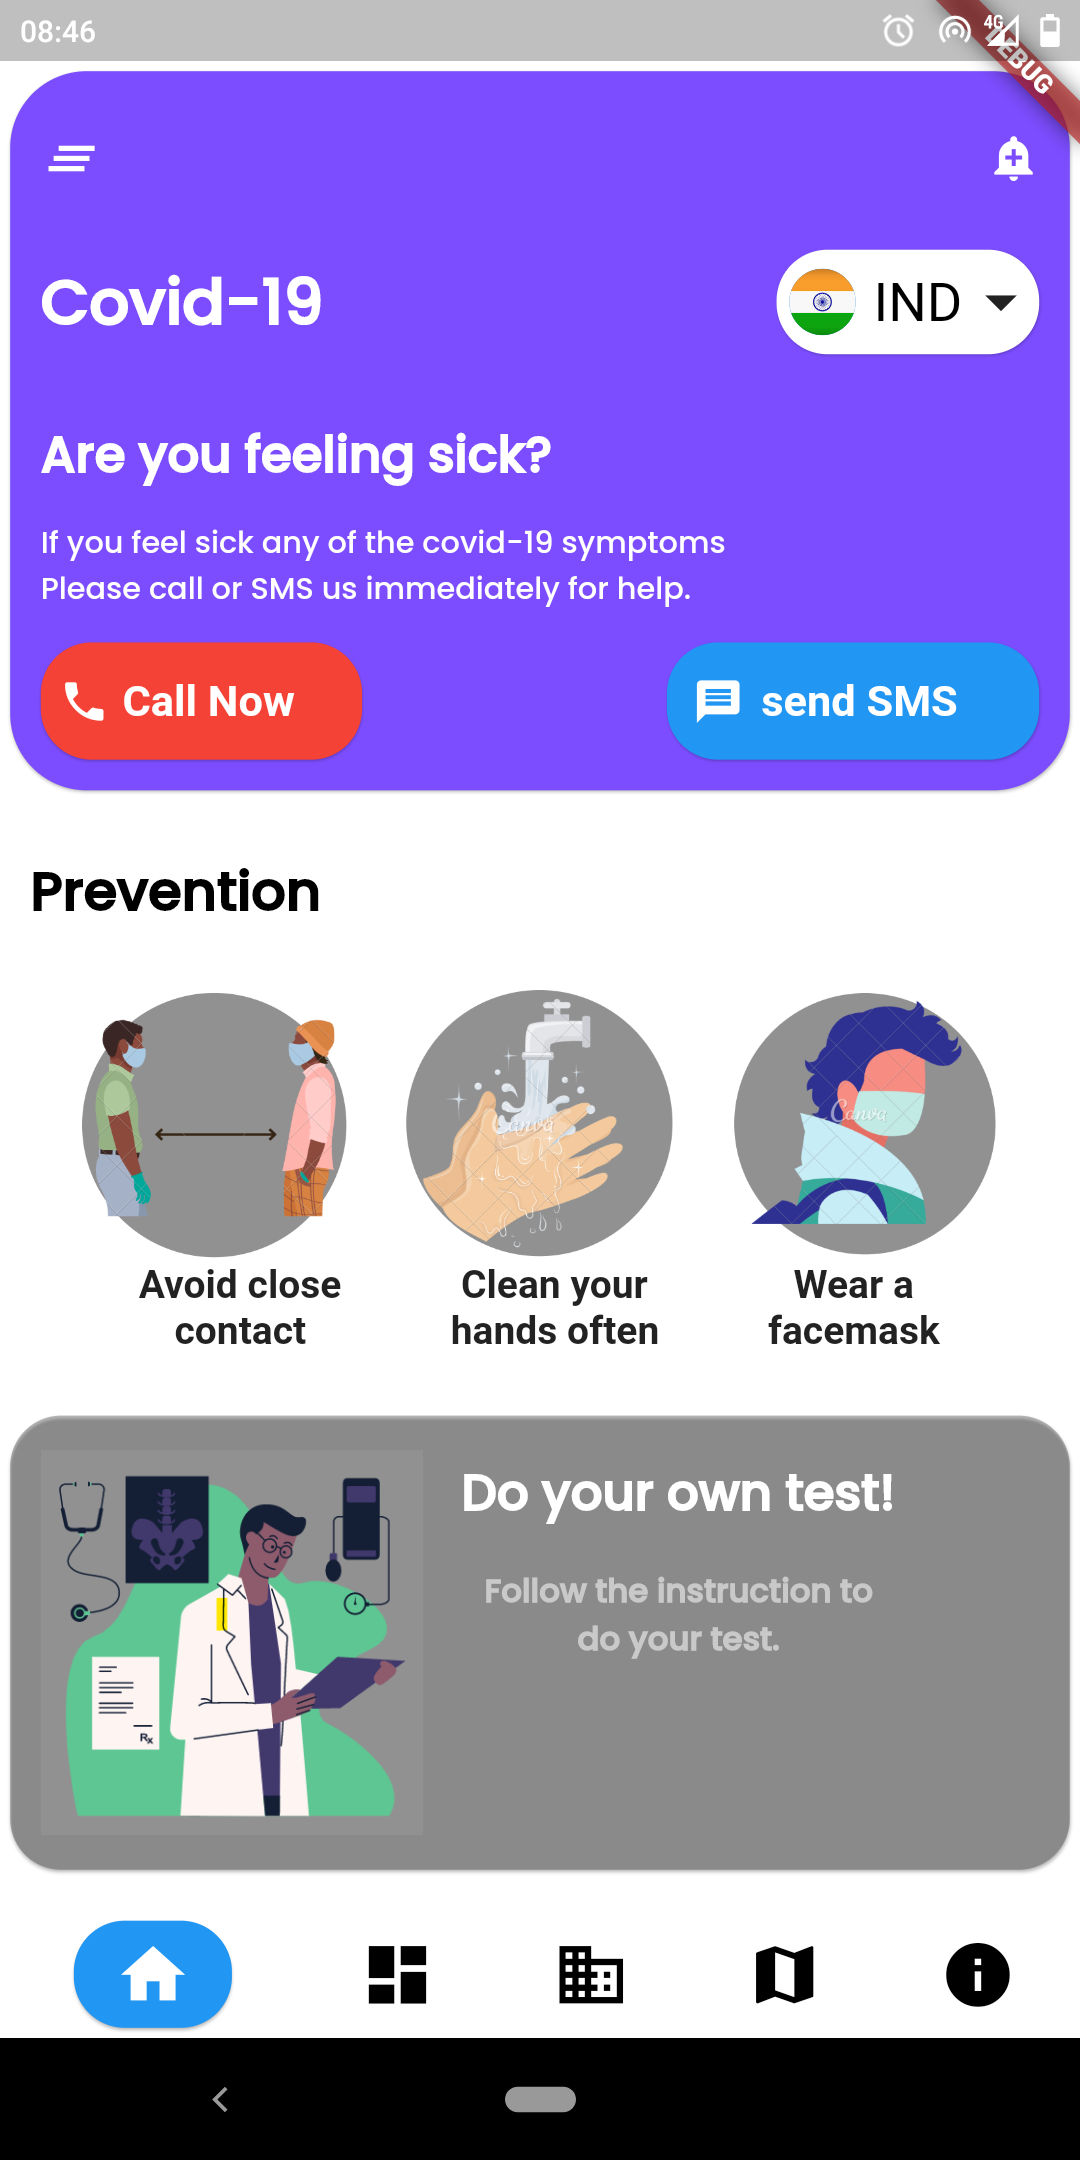 08:46
4G
DEBUG
Covid-19
IND
Are you feeling sick?
If you feel sick any of the covid-19 symptoms
Please call or SMS us immediately for help.
Call Now
send SMS
Prevention
Canva
Canva
Avoid close
contact
Clean your
hands often
Wear a
facemask
Do your own test!
Follow the instruction to
do your test.
Rx